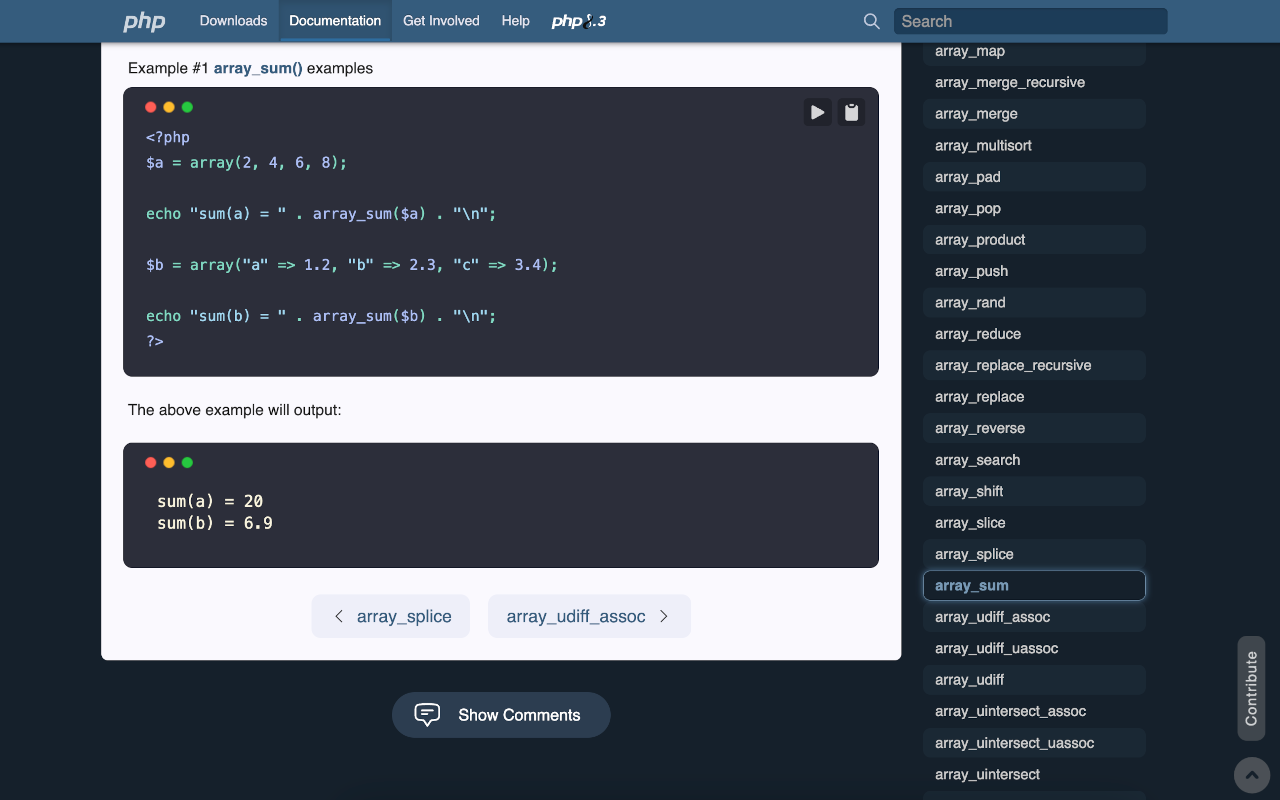 php Downloads Documentation Get Involved Help php8.3 Search
Example #1 array_sum() examples
<?php
$a = array(2, 4, 6, 8);
echo "sum(a) = " . array_sum($a) . "\n";
$b = array("a" => 1.2, "b" => 2.3, "c" => 3.4);
echo "sum(b) = " . array_sum($b) . "\n";
?>
The above example will output:
sum(a) = 20
sum(b) = 6.9
array_splice
array_udiff_assoc
Show Comments
array_map
array_merge_recursive
array_merge
array_multisort
array_pad
array_pop
array_product
array_push
array_rand
array_reduce
array_replace_recursive
array_replace
array_reverse
array_search
array_shift
array_slice
array_splice
array_sum
array_udiff_assoc
array_udiff_uassoc
array_udiff
array_uintersect_assoc
array_uintersect_uassoc
array_uintersect
Contribute